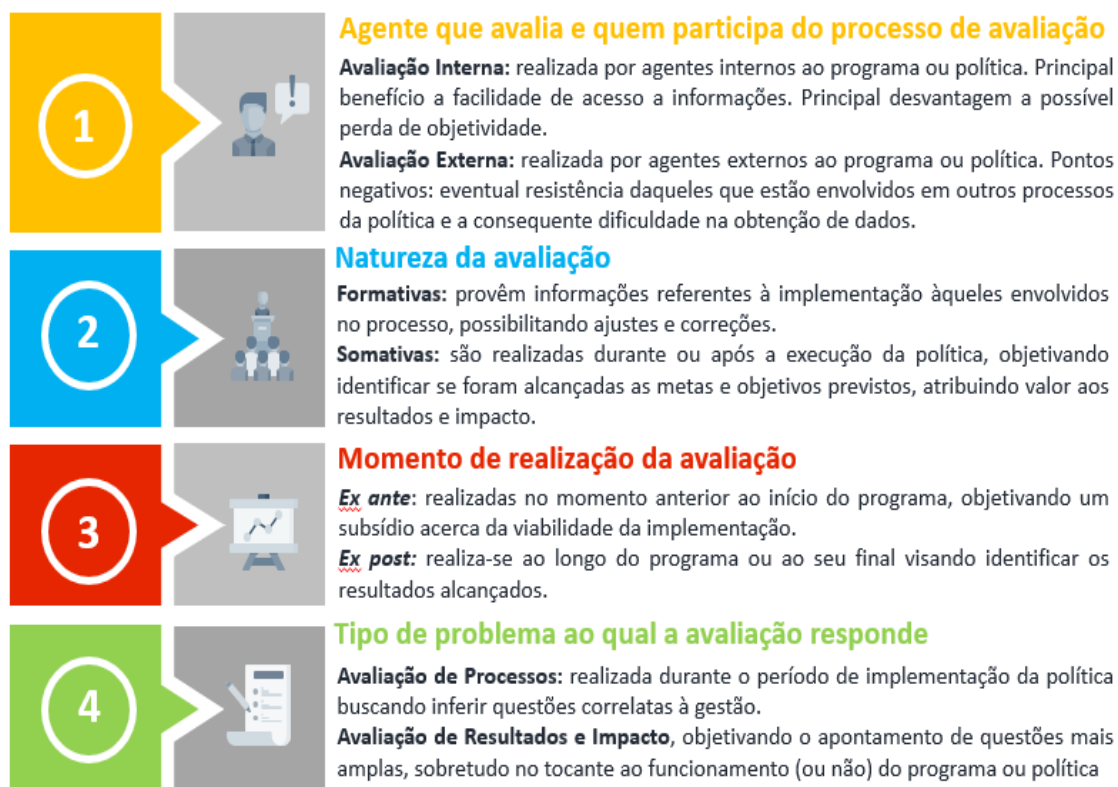 Agente que avalia e quem participa do processo de avaliação
1
Avaliação Interna: realizada por agentes internos ao programa ou política. Principal
benefício a facilidade de acesso a informações. Principal desvantagem a possível
perda de objetividade.
Avaliação Externa: realizada por agentes externos ao programa ou política. Pontos
negativos: eventual resistência daqueles que estão envolvidos em outros processos
da política e a consequente dificuldade na obtenção de dados.
Natureza da avaliação
2
Formativas: provêm informações referentes à implementação àqueles envolvidos
no processo, possibilitando ajustes e correções.
Somativas: são realizadas durante ou após a execução da política, objetivando
identificar se foram alcançadas as metas e objetivos previstos, atribuindo valor aos
resultados e impacto.
Momento de realização da avaliação
3
Ex ante: realizadas no momento anterior ao início do programa, objetivando um
subsídio acerca da viabilidade da implementação.
Ex post: realiza-se ao longo do programa ou ao seu final visando identificar os
resultados alcançados.
Tipo de problema ao qual a avaliação responde
4
Avaliação de Processos: realizada durante o período de implementação da política
buscando inferir questões correlatas à gestão.
Avaliação de Resultados e Impacto, objetivando o apontamento de questões mais
amplas, sobretudo no tocante ao funcionamento (ou não) do programa ou política